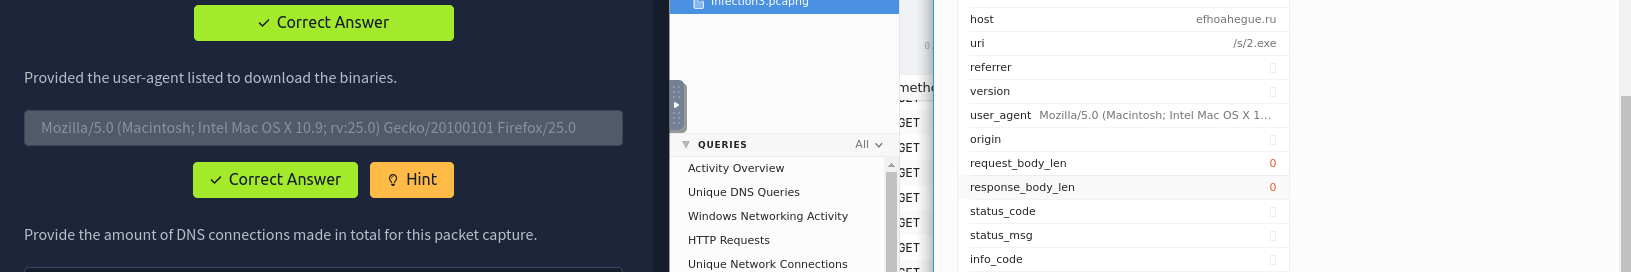 Correct Answer
Provided the user-agent listed to download the binaries.
Mozilla/5.0 (Macintosh; Intel Mac OS X 10.9; rv:25.0) Gecko/20100101 Firefox/25.0
Correct Answer
Hint
Provide the amount of DNS connections made in total for this packet capture.
infection3.pcapng
QUERIES
All
Activity Overview
Unique DNS Queries
Windows Networking Activity
HTTP Requests
Unique Network Connections
0.
meth
GET
GET
GET
GET
GET
GET
host efhoahegue.ru
uri /s/2.exe
referrer
version
user_agent Mozilla/5.0 (Macintosh; Intel Mac OS X 1...
origin
request_body_len 0
response_body_len 0
status_code
status_msg
info_code